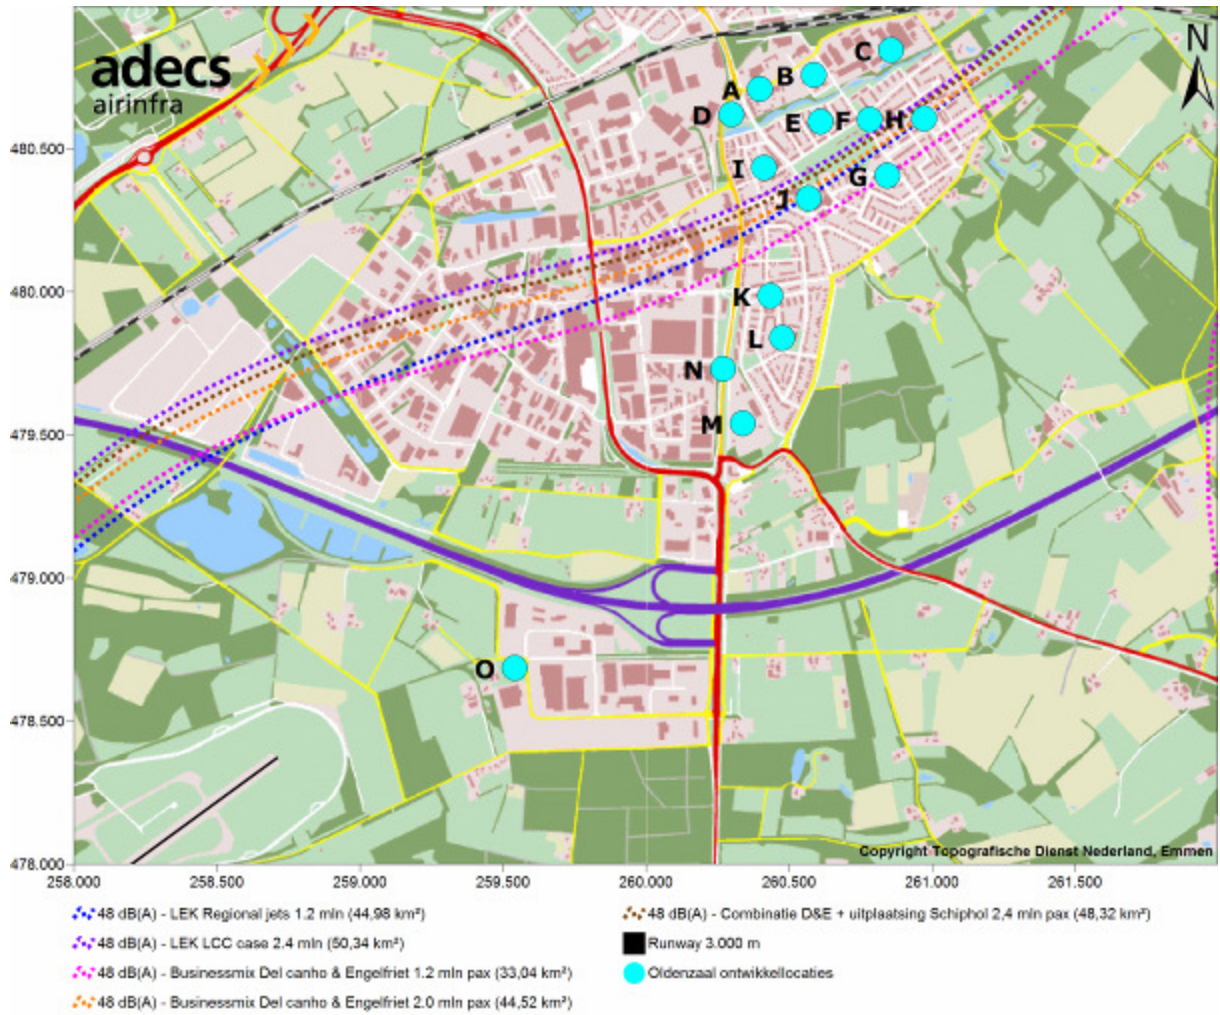 adecs
airinfra
N
C
B
A
D
E F H
I
G
J
K
L
N
M
O
480.500
480.000
479.500
479.000
478.500
478.000
Copyright Topografische Dienst Nederland, Emmen
258.000 258.500 259.000 259.500 260.000 260.500 261.000 261.500
48 dB(A) - LEK Regional jets 1.2 mln (44,98 km²)
48 dB(A) - LEK LCC case 2.4 mln (50,34 km²)
48 dB(A) - Businessmix Del canho & Engelfriet 1.2 mln pax (33,04 km²)
48 dB(A) - Businessmix Del canho & Engelfriet 2.0 mln pax (44,52 km²)
48 dB(A) - Combinatie D&E + uitplaatsing Schiphol 2,4 mln pax (48,32 km²)
Runway 3.000 m
Oldenzaal ontwikkellocaties